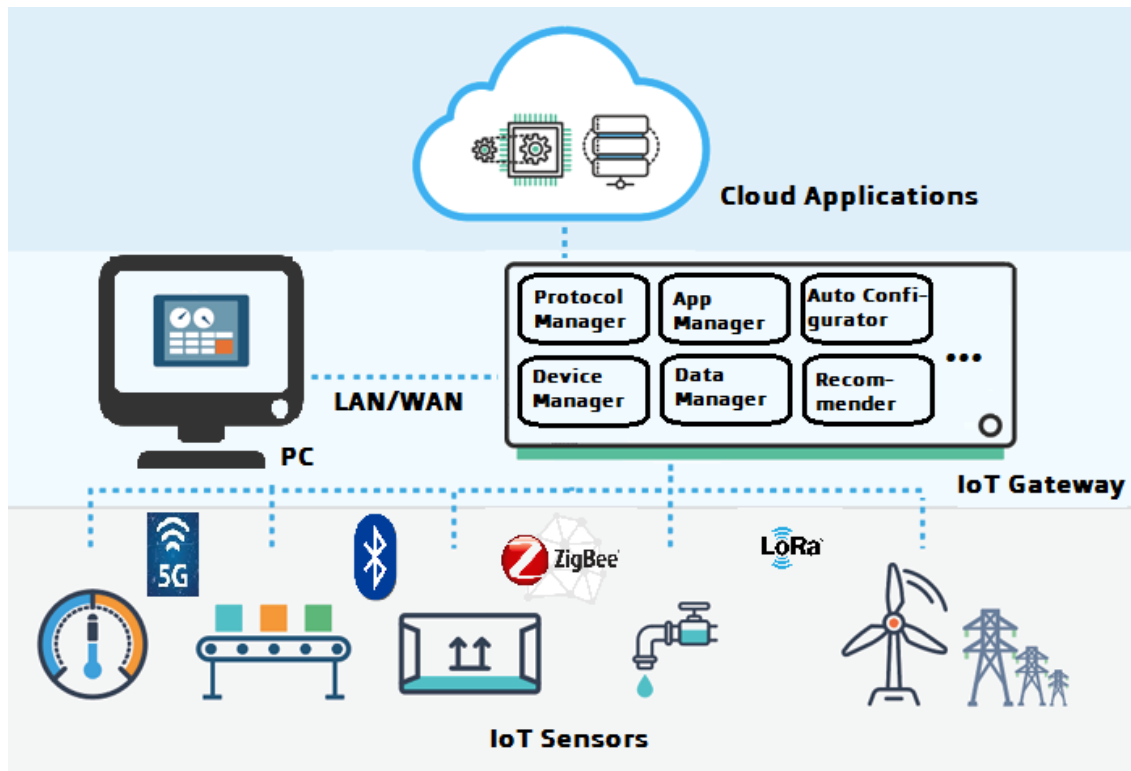 Cloud Applications
Protocol
Manager
App
Manager
Auto Confi-
gurator
Device
Manager
Data
Manager
Recom-
mender
•••
LAN/WAN
PC
IoT Gateway
5G
ZigBee
LoRa
IoT Sensors